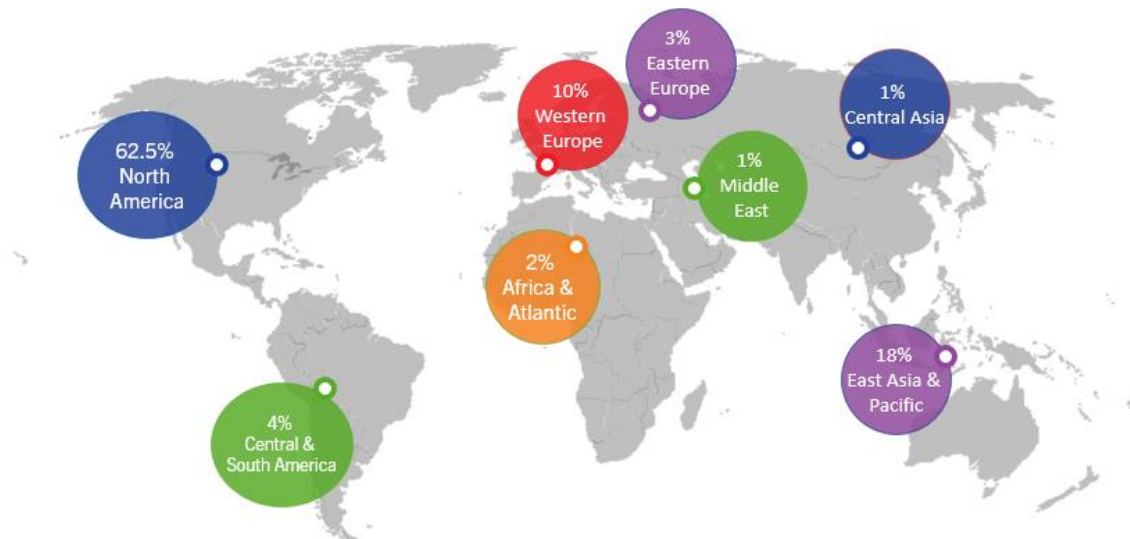 3%
Eastern
Europe
10%
Western
Europe
1%
Central Asia
62.5%
North
America
1%
Middle
East
2%
Africa &
Atlantic
18%
East Asia &
Pacific
4%
Central &
South America